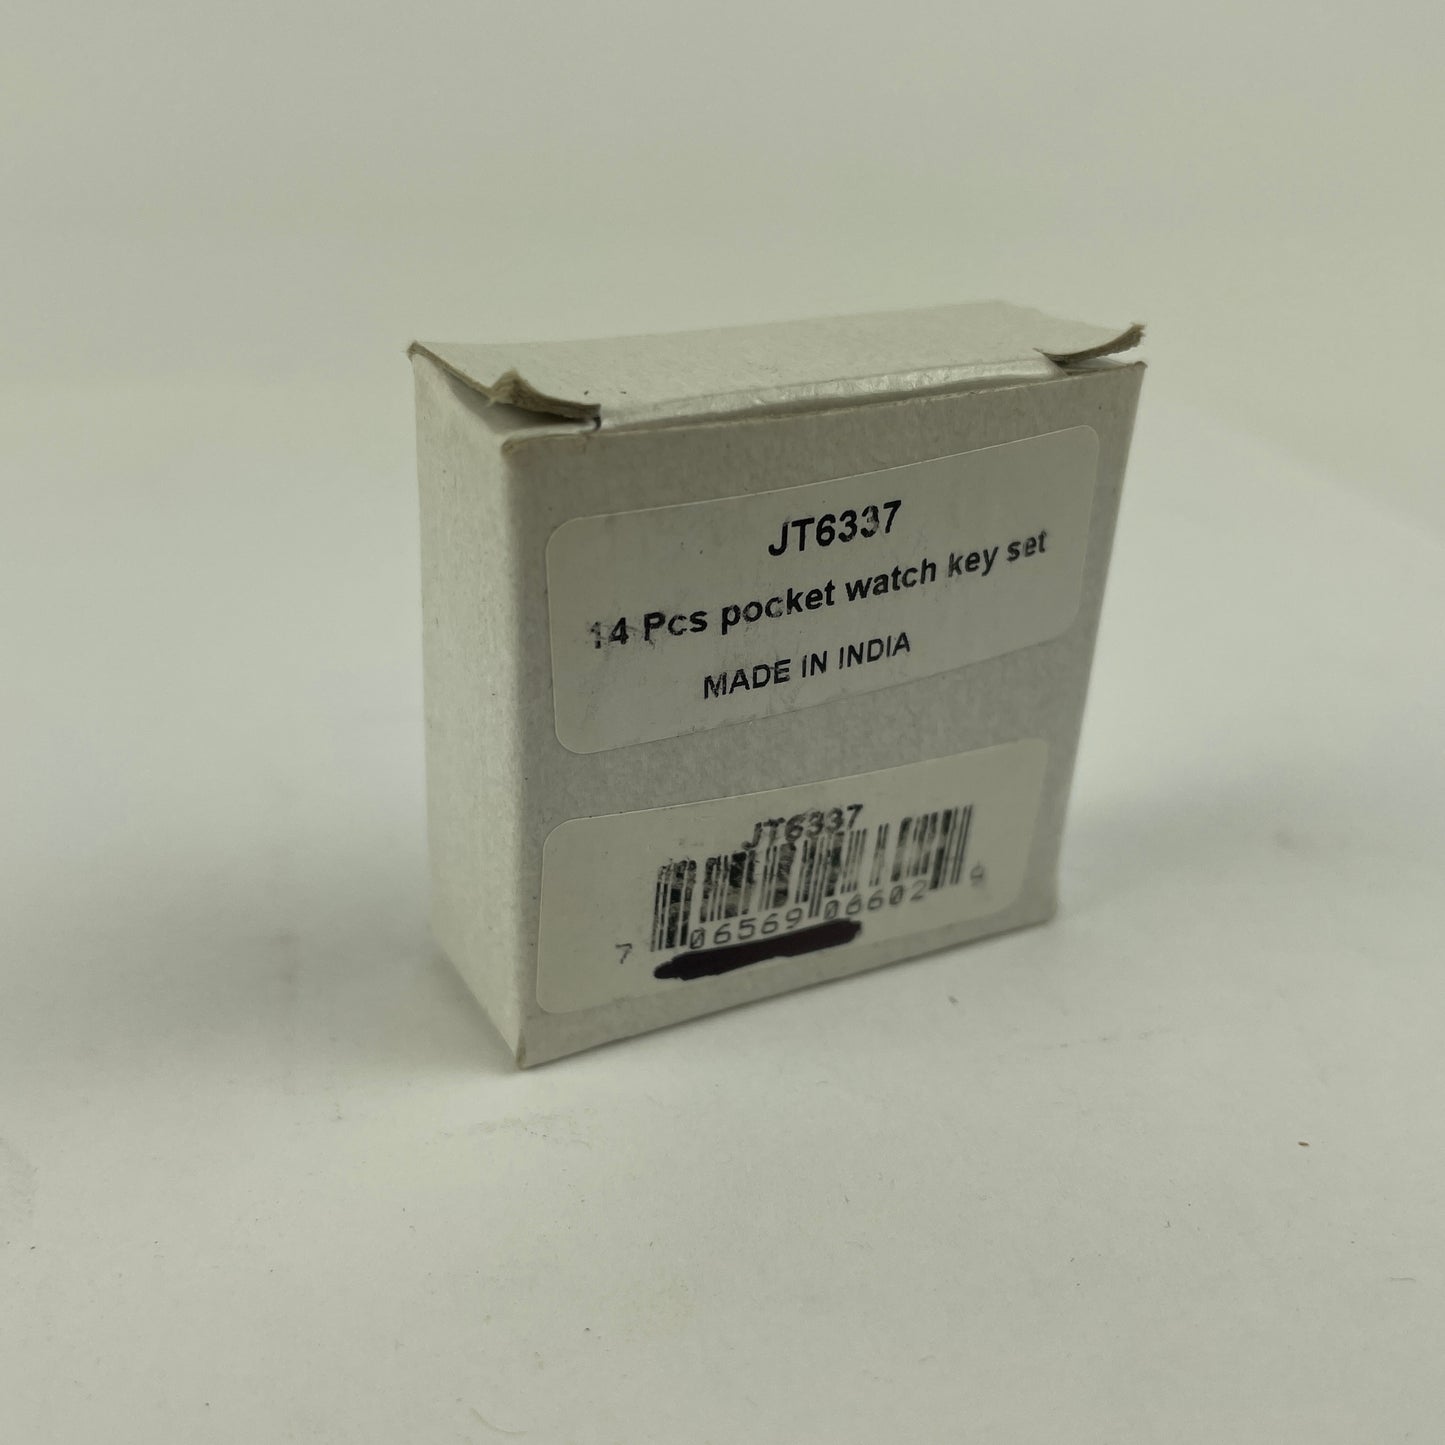 JT6337
14 Pcs pocket watch key set
MADE IN INDIA
JT6337
7 06569 06602 9